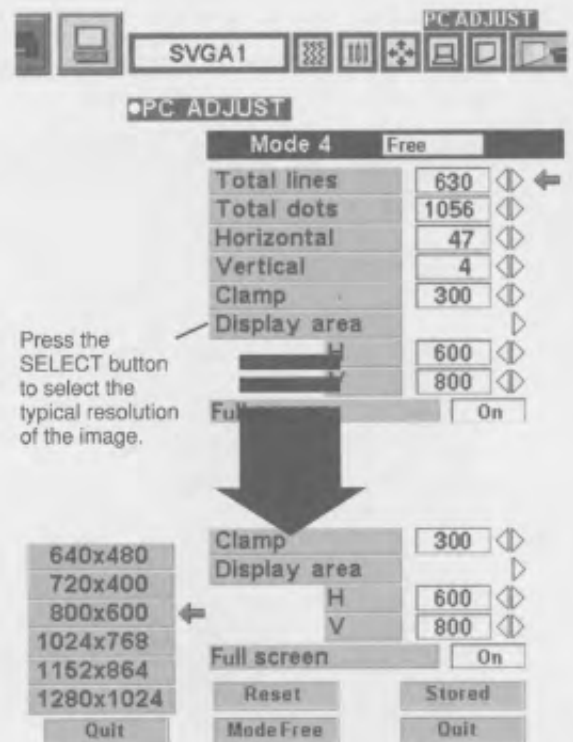 PC ADJUST
SVGA1
PC ADJUST
Mode 4 Free
Total lines 630
Total dots 1056
Horizontal 47
Vertical 4
Clamp 300
Display area
H 600
800
On
Press the
SELECT button
to select the
typical resolution
of the image.
Clamp 300
Display area
H 600
V 800
Full screen On
Reset Stored
Mode Free Quit
640x480
720x400
800x600
1024x768
1152x864
1280x1024
Quit